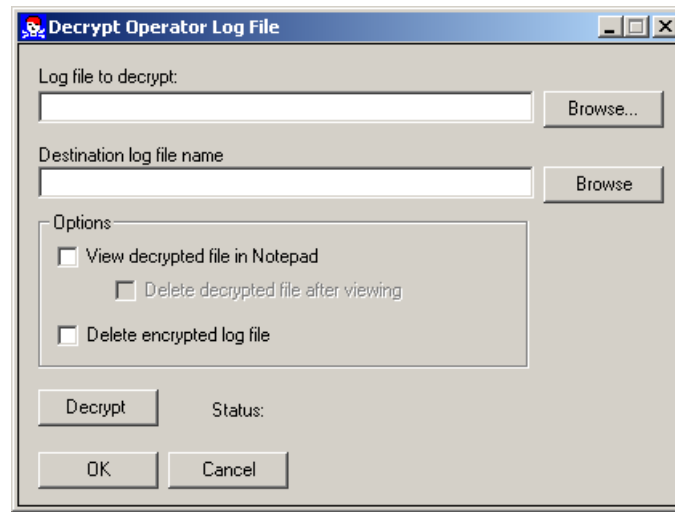 Decrypt Operator Log File
Log file to decrypt:
Browse...
Destination log file name
Browse
Options
View decrypted file in Notepad
Delete decrypted file after viewing
Delete encrypted log file
Decrypt Status:
OK Cancel